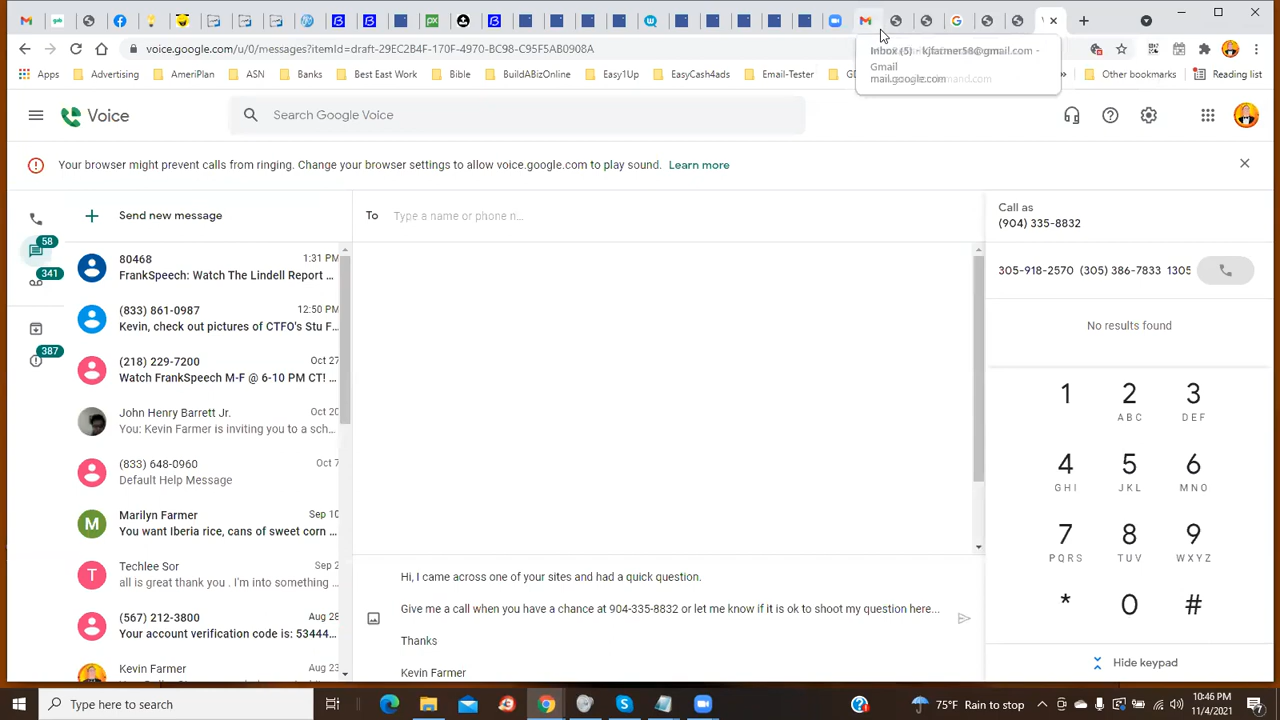 voice.google.com/u/0/messages?itemId=draft-29ECF2B4F-170F-4970-BC98-C95F5AB0908A
Inbox (5) - kjfarmer58@gmail.com -
Gmail
mail.google.com
Apps
AmeriPlan
ASN
Banks
Best East Work
Bible
BuildABizOnline
Easy1Up
EasyCash4ads
Email-Tester
»
Other bookmarks
Reading list
Voice
Search Google Voice
Your browser might prevent calls from ringing. Change your browser settings to allow voice.google.com to play sound. Learn more
58
341
387
Send new message
80468
1:31 PM
FrankSpeech: Watch The Lindell Report ...
(833) 861-0987
12:50 PM
Kevin, check out pictures of CTFO's Stu F...
(218) 229-7200
Oct 27
Watch FrankSpeech M-F @ 6-10 PM CT! ...
John Henry Barrett Jr.
Oct 20
You: Kevin Farmer is inviting you to a sch...
(833) 648-0960
Oct 7
Default Help Message
M
Marilyn Farmer
Sep 10
You want Iberia rice, cans of sweet corn ...
T
Techlee Sor
Sep 2
all is great thank you . I'm into something ...
(567) 212-3800
Aug 28
Your account verification code is: 53444...
Kevin Farmer
Aug 23
To
Type a name or phone n...
Hi, I came across one of your sites and had a quick question.
Give me a call when you have a chance at 904-335-8832 or let me know if it is ok to shoot my question here...
Thanks
Kevin Farmer
Call as
(904) 335-8832
305-918-2570 (305) 386-7833 1305
No results found
1
2
ABC
3
DEF
4
GHI
5
JKL
6
MNO
7
PQRS
8
TUV
9
WXYZ
*
0
#
Hide keypad
Type here to search
75°F Rain to stop
10:46 PM
11/4/2021
7